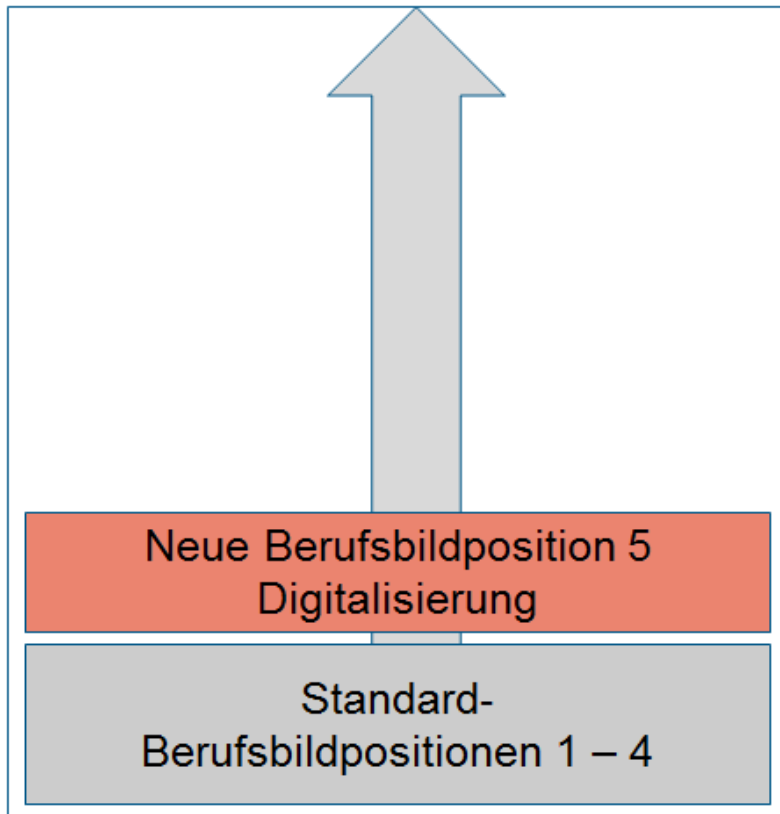 Neue Berufsbildposition 5
Digitalisierung
Standard-
Berufsbildpositionen 1 – 4